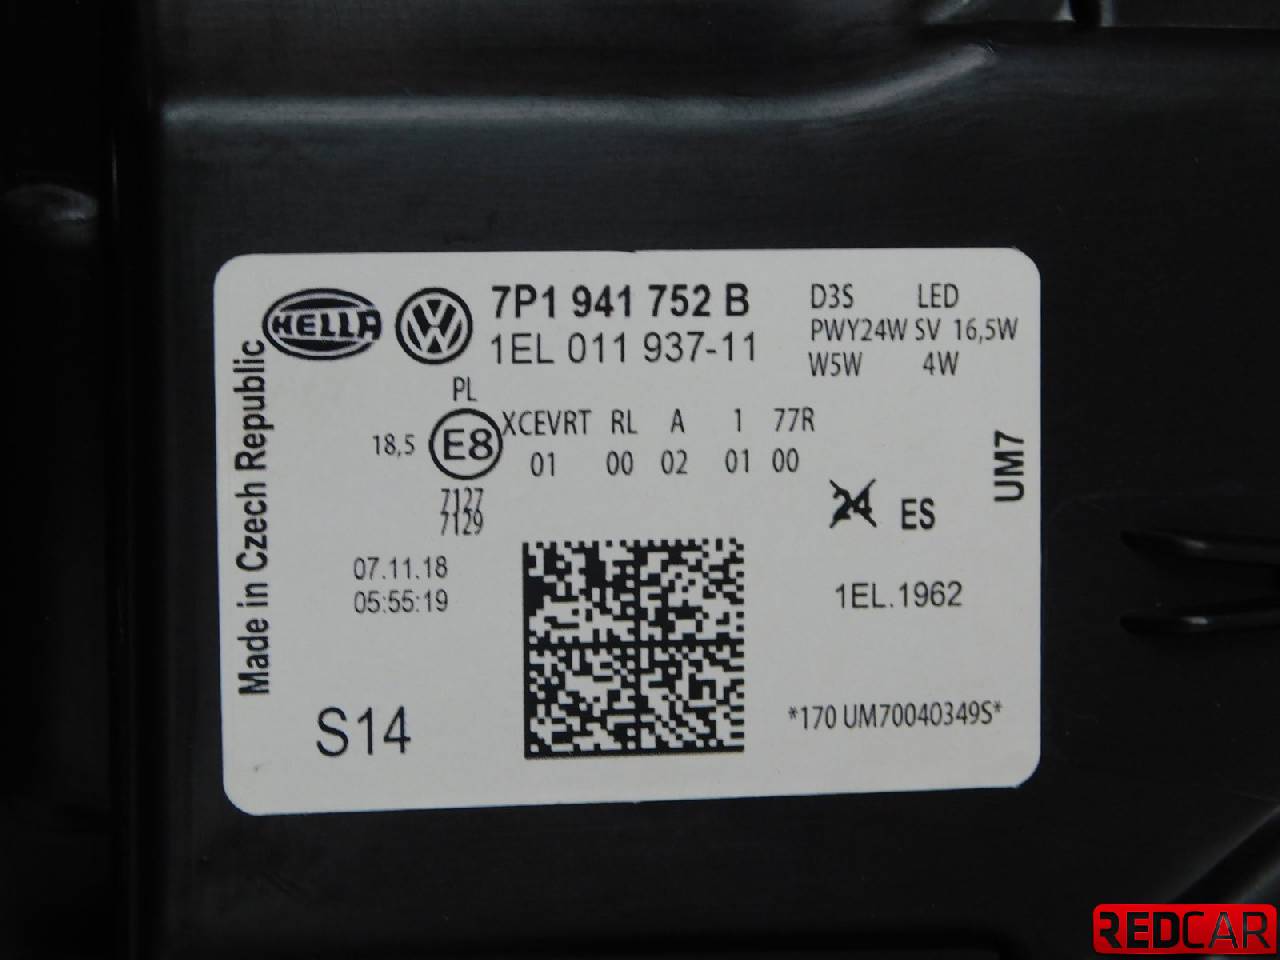 HELLA
7P1 941 752 B
1EL 011 937-11
D3S LED
PWY24W SV 16,5W
W5W 4W
PL
18,5 E8 XCEVRT RL A 1 77R
01 00 02 01 00
7127
7129
24 ES
UM7
07.11.18
05:55:19
1EL.1962
Made in Czech Republic
S14
*170 UM70040349S*
REDCAR